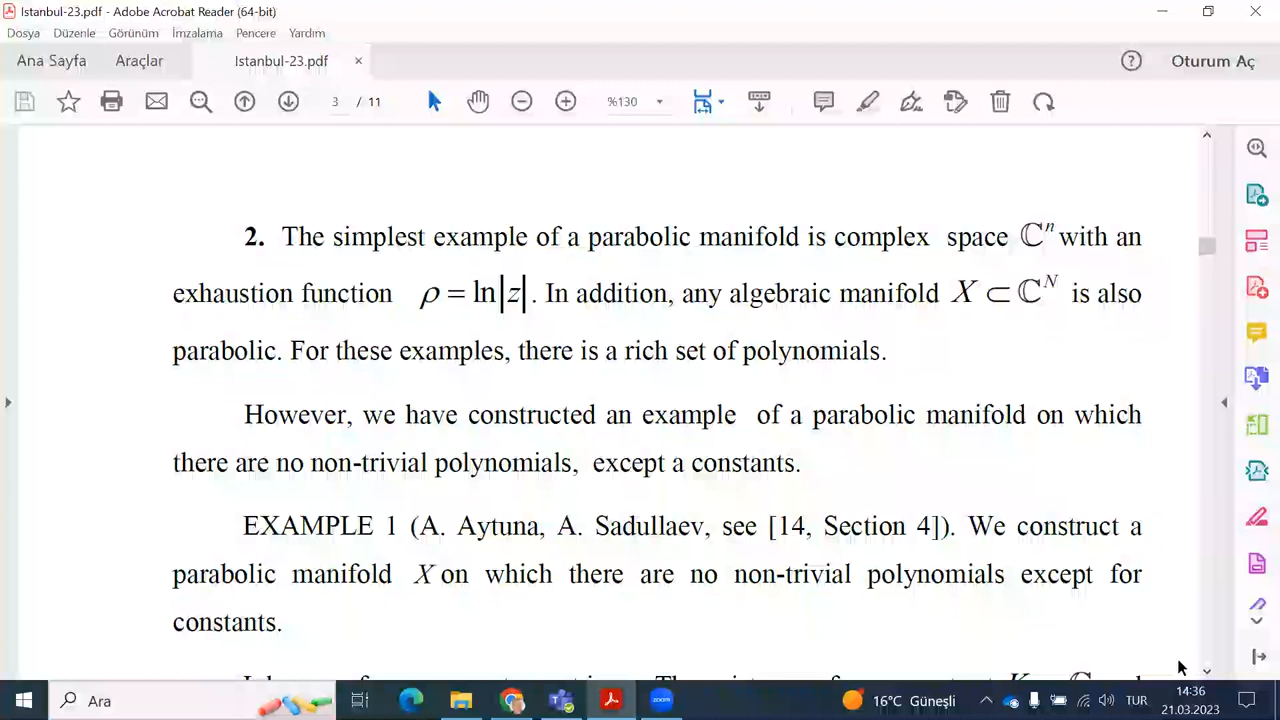 Istanbul-23.pdf - Adobe Acrobat Reader (64-bit)
Dosya Düzenle Görünüm İmzalama Pencere Yardım
Ana Sayfa Araçlar Istanbul-23.pdf × Oturum Aç
3 / 11 %130
2. The simplest example of a parabolic manifold is complex space ℂⁿ with an
exhaustion function ρ = ln|z|. In addition, any algebraic manifold X ⊂ ℂᴺ is also
parabolic. For these examples, there is a rich set of polynomials.
However, we have constructed an example of a parabolic manifold on which
there are no non-trivial polynomials, except a constants.
EXAMPLE 1 (A. Aytuna, A. Sadullaev, see [14, Section 4]). We construct a
parabolic manifold X on which there are no non-trivial polynomials except for
constants.
Ara zoom 16°C Güneşli TUR 14:36
21.03.2023